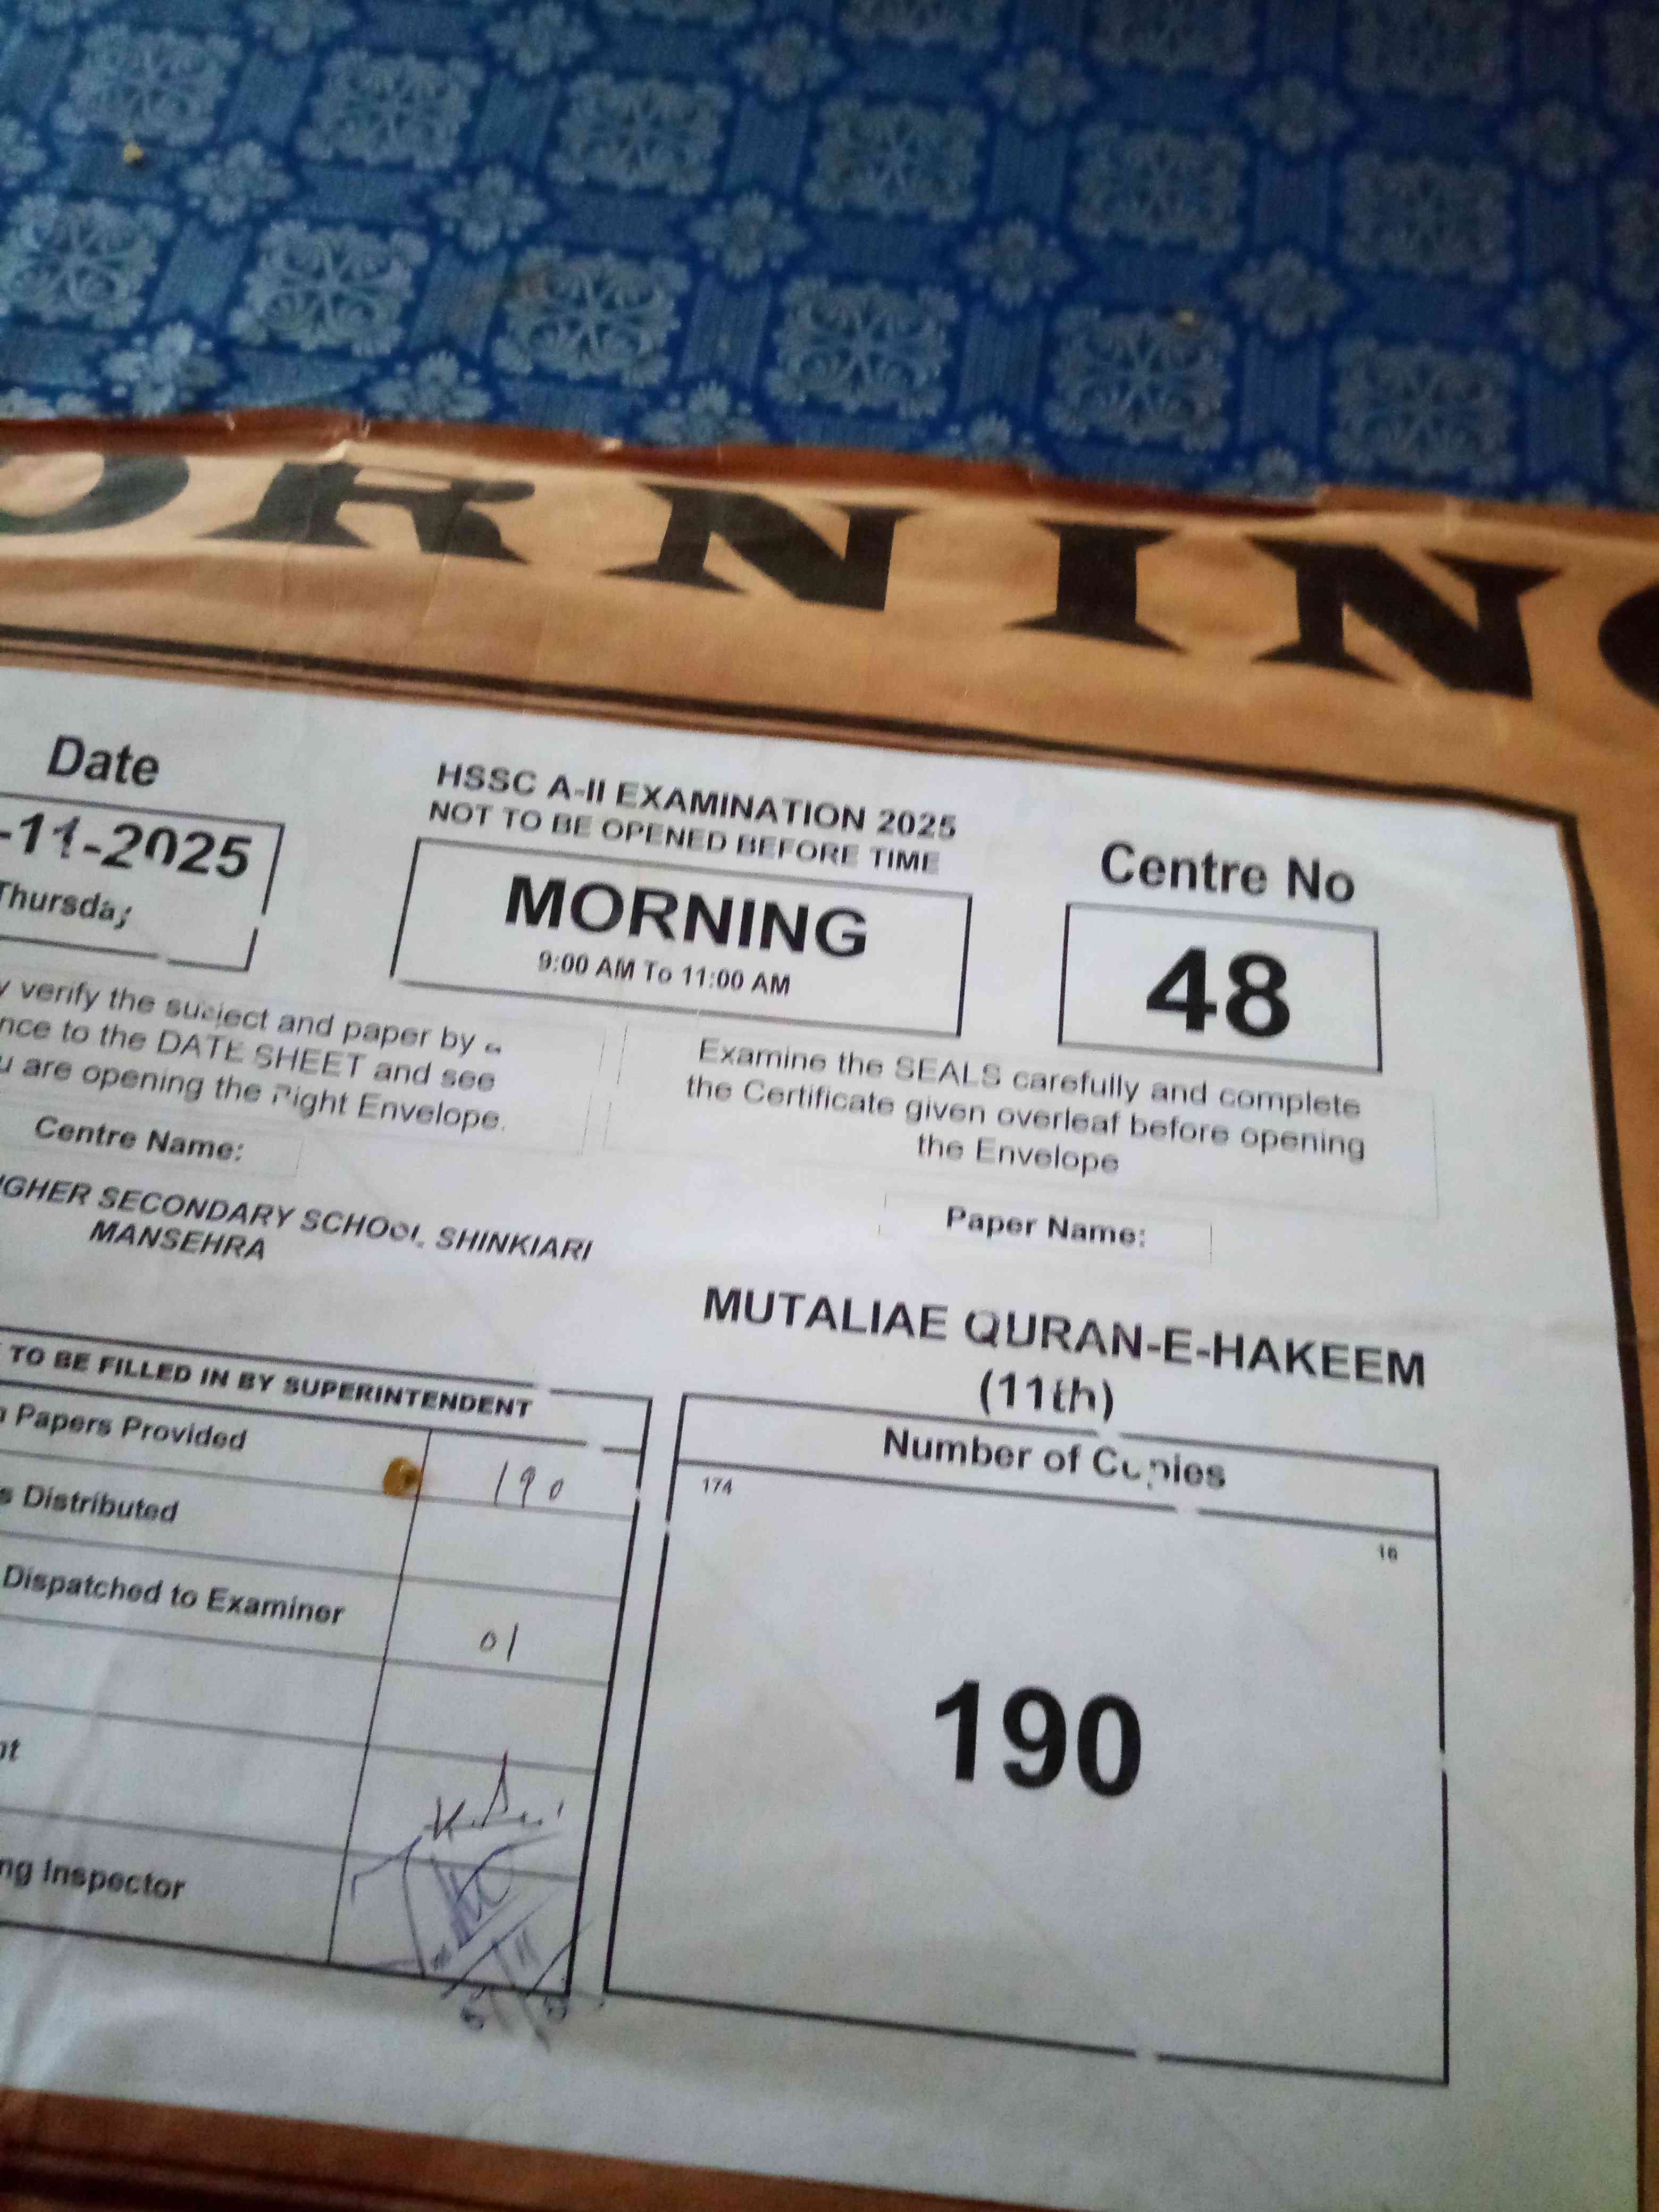 ORNING
Date
HSSC A-II EXAMINATION 2025
NOT TO BE OPENED BEFORE TIME
-11-2025
Thursday
MORNING
9:00 AM To 11:00 AM
Centre No
48
verify the subject and paper by a
nce to the DATE SHEET and see
u are opening the Right Envelope.
Examine the SEALS carefully and complete
the Certificate given overleaf before opening
the Envelope
Centre Name:
IGHER SECONDARY SCHOOL SHINKIARI
MANSEHRA
Paper Name:
MUTALIAE QURAN-E-HAKEEM
(11th)
TO BE FILLED IN BY SUPERINTENDENT
Papers Provided 190
s Distributed
Dispatched to Examiner 01
nt
ng Inspector
Number of Copies
174
16
190